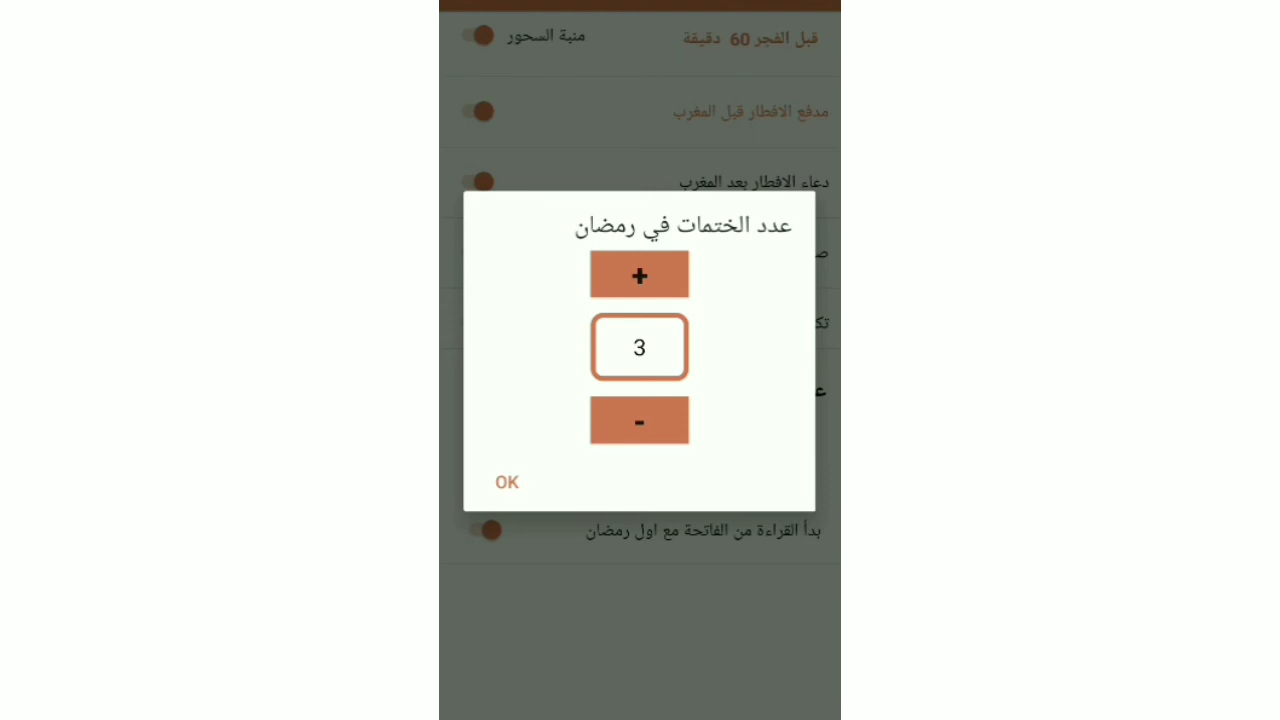 قبل الفجر 60 دقيقة منبة السحور
مدفع الافطار قبل المغرب
دعاء الافطار بعد المغرب
عدد الختمات في رمضان
+
3
-
OK
بدأ القراءة من الفاتحة مع اول رمضان